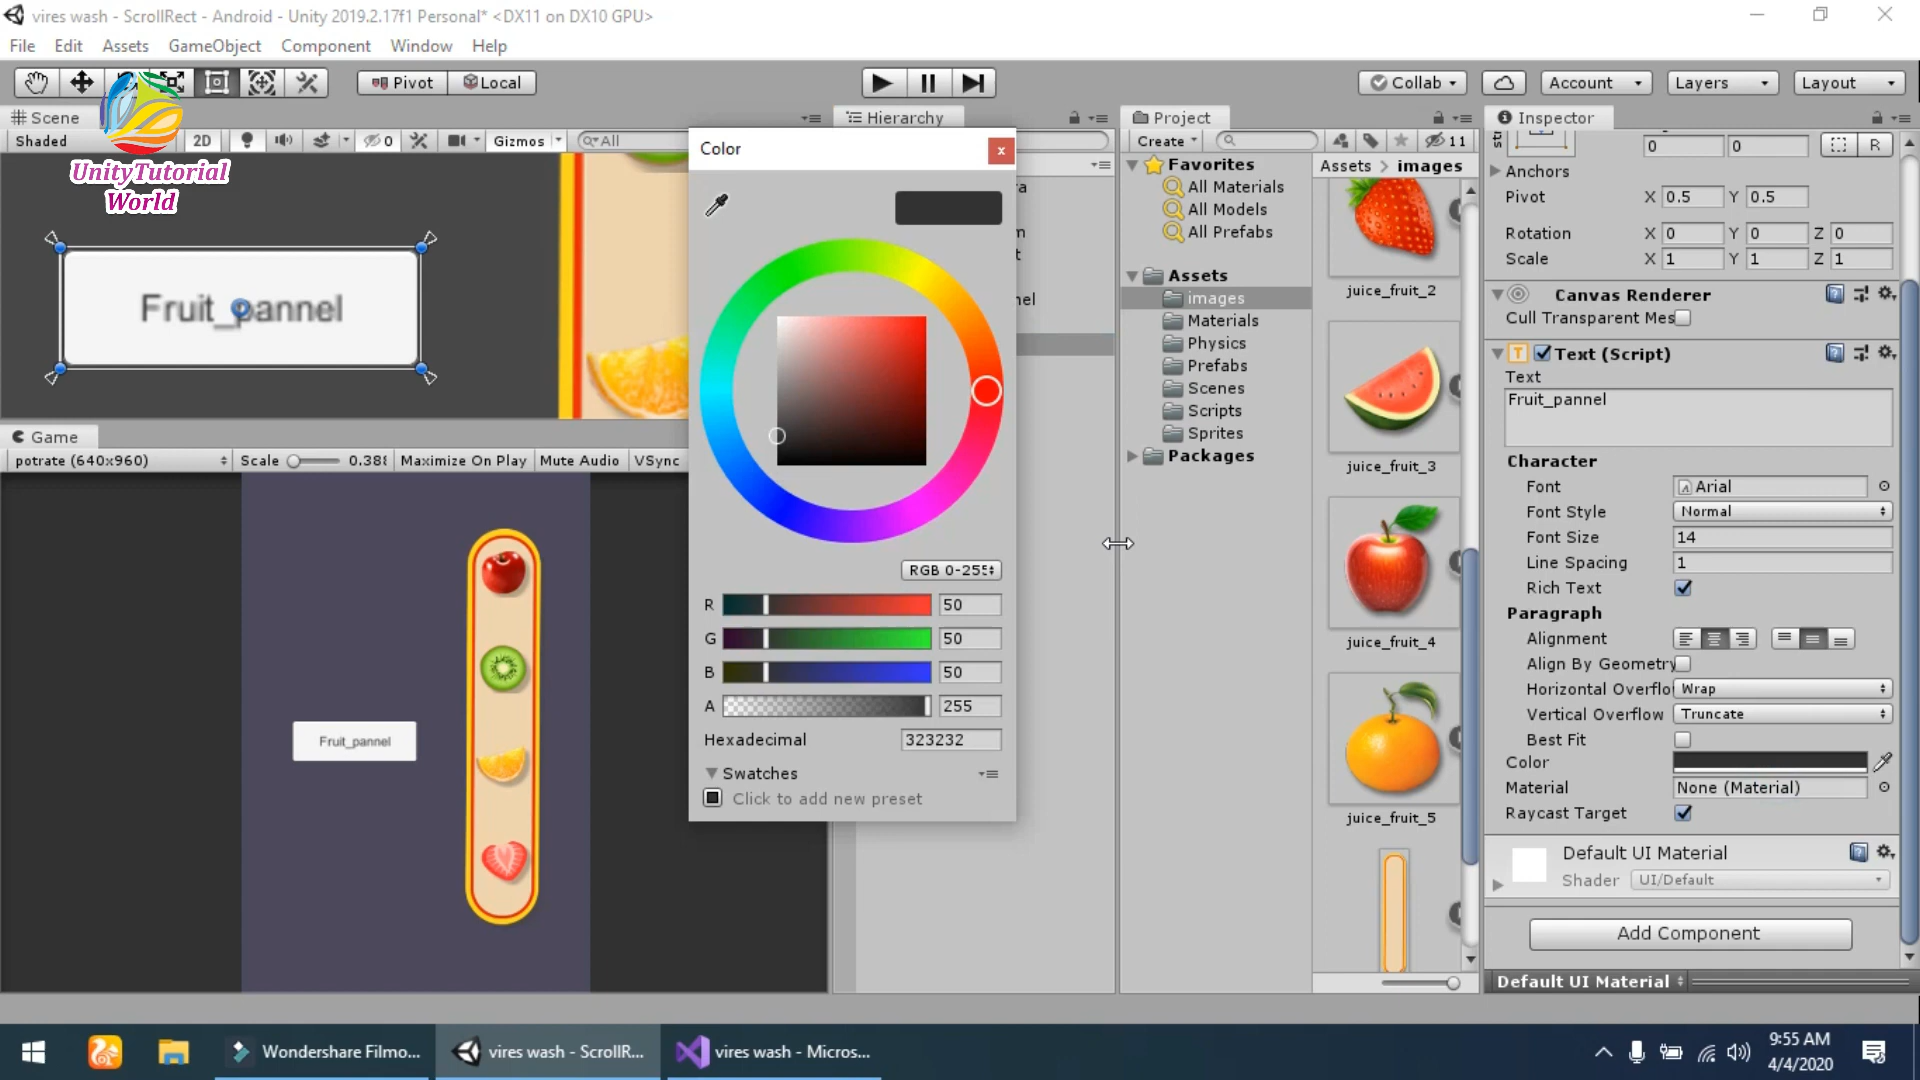 vires wash - ScrollRect - Android - Unity 2019.2.17f1 Personal* <DX11 on DX10 GPU>
File Edit Assets GameObject Component Window Help
Pivot Local Collab Account Layers Layout
UnityTutorial
World
Scene
Shaded 2D 0 Gizmos All
Fruit_pannel
Game
potrate (640x960) Scale 0.38 Maximize On Play Mute Audio VSync
Fruit_pannel
Hierarchy
Color
RGB 0-255
R 50
G 50
B 50
A 255
Hexadecimal 323232
Swatches
Click to add new preset
Project
Create 11
Favorites
All Materials
All Models
All Prefabs
Assets
images
Materials
Physics
Prefabs
Scenes
Scripts
Sprites
Packages
Assets > images
juice_fruit_2
juice_fruit_3
juice_fruit_4
juice_fruit_5
Inspector
0 0 R
Anchors
Pivot X 0.5 Y 0.5
Rotation X 0 Y 0 Z 0
Scale X 1 Y 1 Z 1
Canvas Renderer
Cull Transparent Mes
Text (Script)
Text
Fruit_pannel
Character
Font Arial
Font Style Normal
Font Size 14
Line Spacing 1
Rich Text
Paragraph
Alignment
Align By Geometry
Horizontal Overflo Wrap
Vertical Overflow Truncate
Best Fit
Color
Material None (Material)
Raycast Target
Default UI Material
Shader UI/Default
Add Component
Default UI Material
Wondershare Filmo...
vires wash - ScrollR...
vires wash - Micros...
9:55 AM
4/4/2020